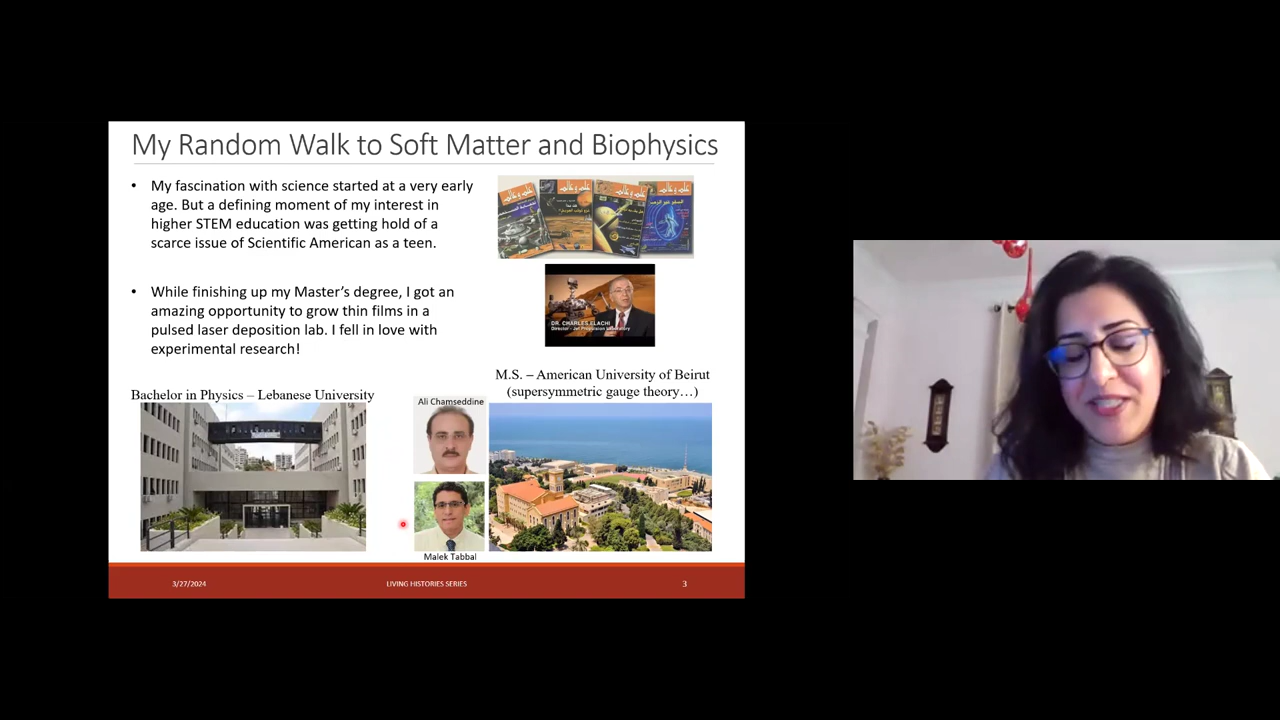 My Random Walk to Soft Matter and Biophysics
• My fascination with science started at a very early
age. But a defining moment of my interest in
higher STEM education was getting hold of a
scarce issue of Scientific American as a teen.
• While finishing up my Master's degree, I got an
amazing opportunity to grow thin films in a
pulsed laser deposition lab. I fell in love with
experimental research!
DR. CHARLES ELACHI
Director - Jet Propulsion Laboratory
M.S. – American University of Beirut
(supersymmetric gauge theory…)
Bachelor in Physics – Lebanese University
Ali Chamseddine
Malek Tabbal
3/27/2024
LIVING HISTORIES SERIES
3